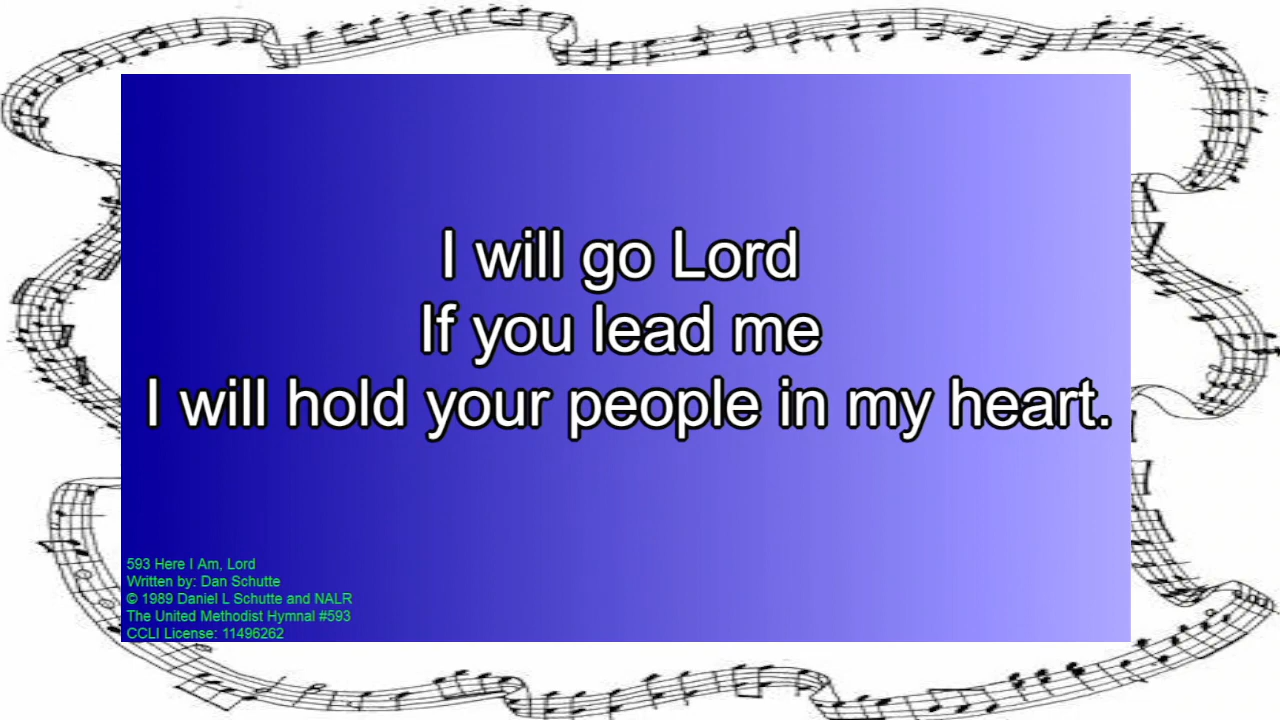 I will go Lord
If you lead me
I will hold your people in my heart.
593 Here I Am, Lord
Written by: Dan Schutte
© 1989 Daniel L Schutte and NALR
The United Methodist Hymnal #593
CCLI License: 11496262